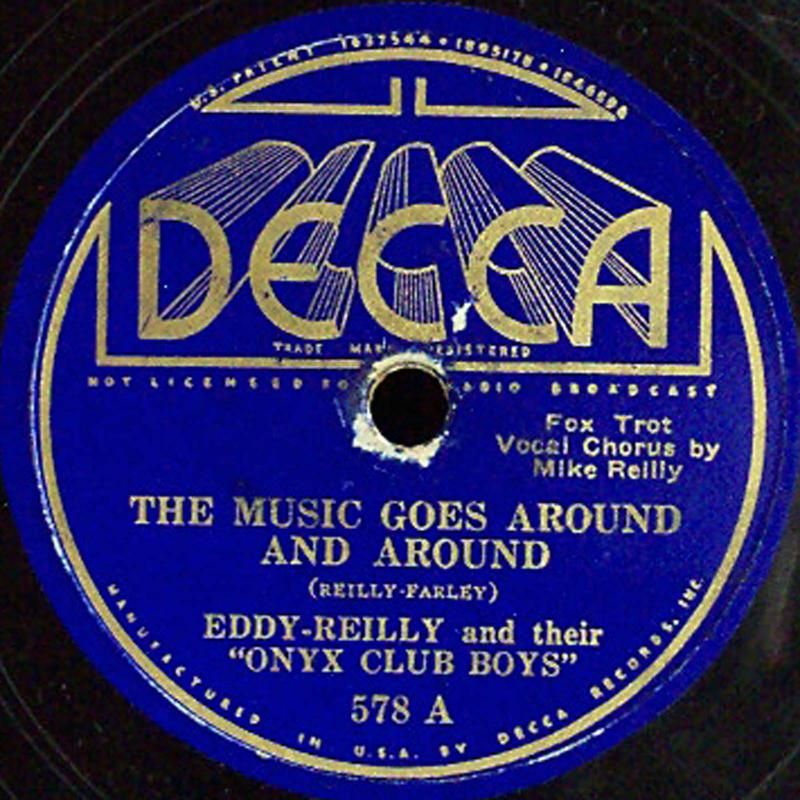 U.S. PATENT 1637544 • 1895178 • 1946598
DECCA
TRADE MARK REGISTERED
NOT LICENSED RADIO BROADCAST
Fox Trot
Vocal Chorus by
Mike Reilly
THE MUSIC GOES AROUND
AND AROUND
(REILLY-FARLEY)
EDDY-REILLY and their
"ONYX CLUB BOYS"
578 A
MANUFACTURED IN U.S.A. BY DECCA RECORDS, INC.